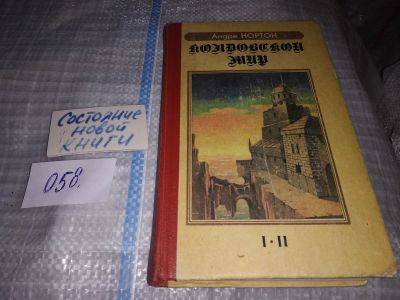 Андре НОРТОН
КОЛДОВСКОЙ
МИР
I·II
Состояние
новой
книги
058.